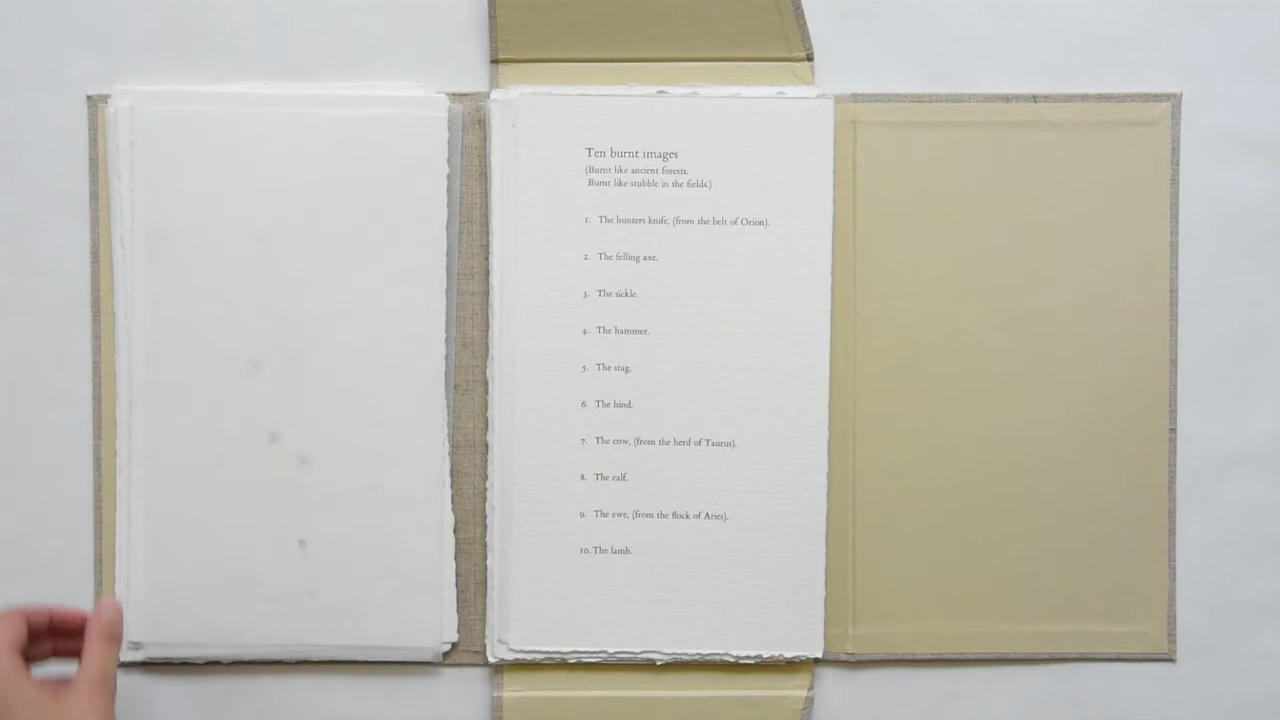 Ten burnt images
(Burnt like ancient forests.
Burnt like stubble in the fields.)
1. The hunters knife, (from the belt of Orion).
2. The felling axe.
3. The sickle.
4. The hammer.
5. The stag.
6. The hind.
7. The cow, (from the herd of Taurus).
8. The calf.
9. The ewe, (from the flock of Aries).
10. The lamb.